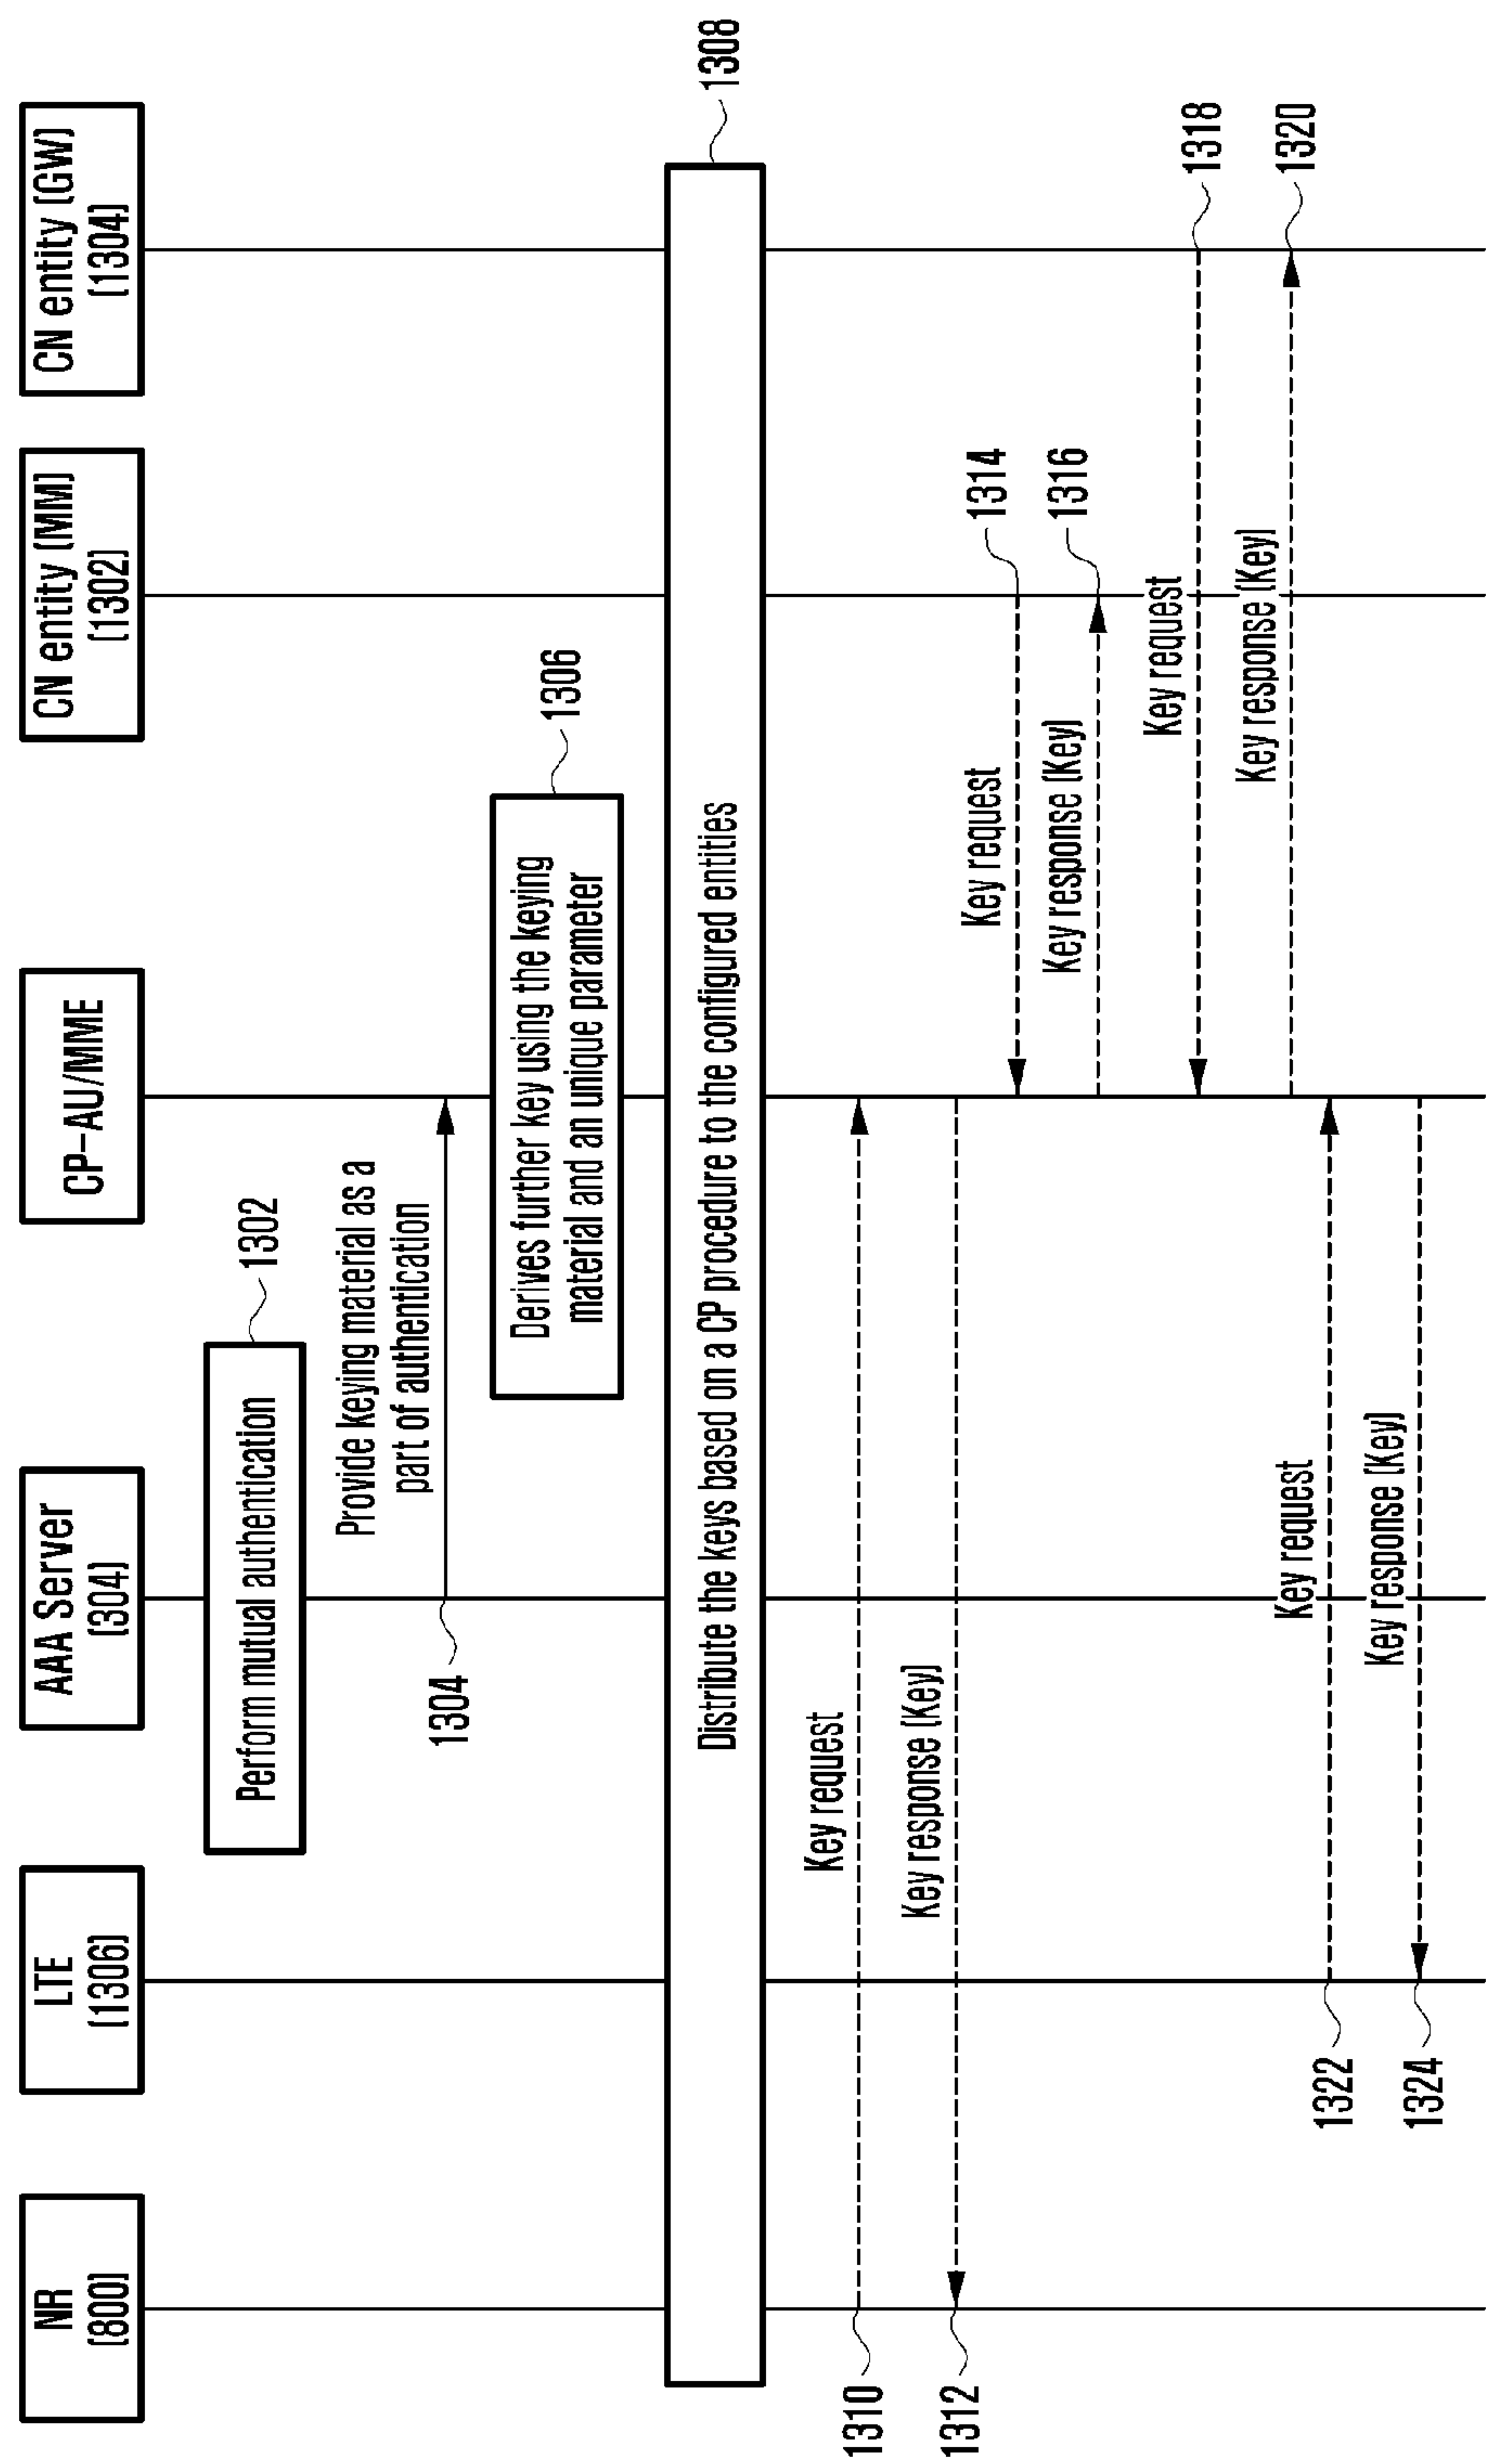 NR
(800)
LTE
(1306)
AAA Server
(304)
CP-AU/MME
CN entity (MM)
(1302)
CN entity (GW)
(1304)
Perform mutual authentication
1302
Provide Keying material as a
part of authentication
1304
Derives further key using the keying
material and an unique parameter
1306
Distribute the Keys based on a CP procedure to the configured entities
1308
Key request
1310
Key response (Key)
1312
Key request
1314
Key response (Key)
1316
Key request
1318
Key response (Key)
1320
Key request
1322
Key response (Key)
1324